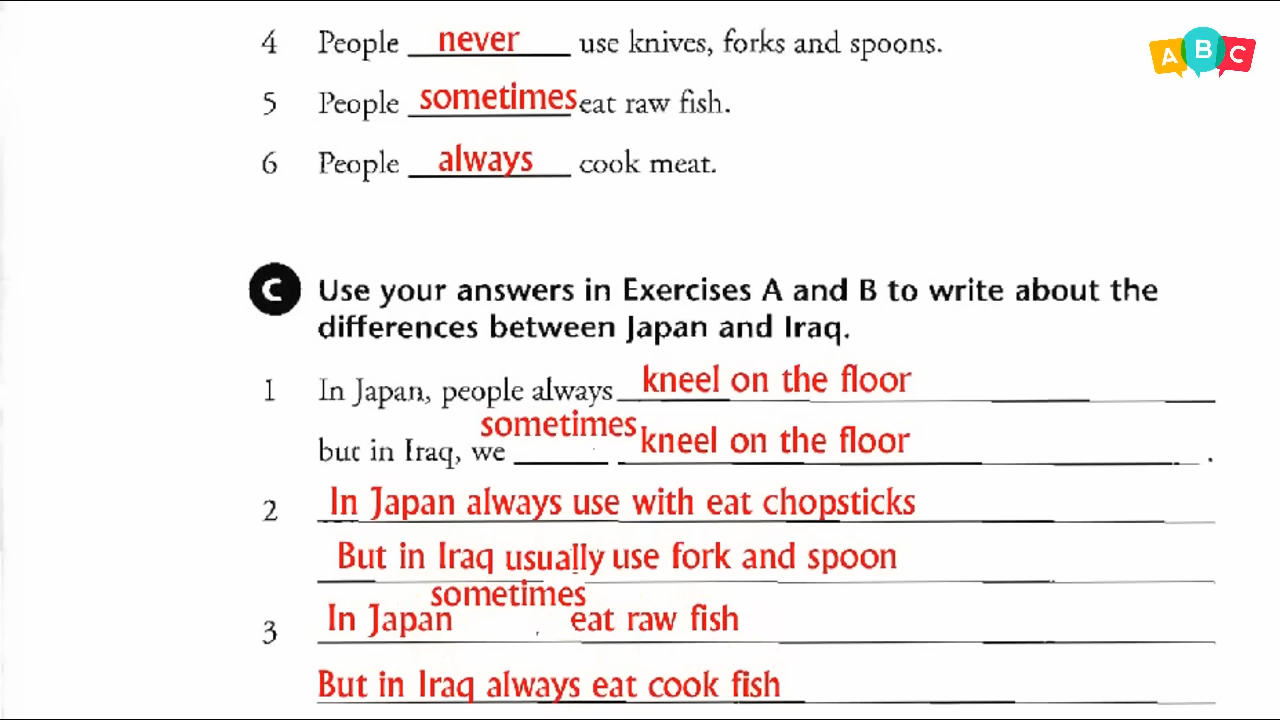 4 People never use knives, forks and spoons.
A B C
5 People sometimes eat raw fish.
6 People always cook meat.
C Use your answers in Exercises A and B to write about the
differences between Japan and Iraq.
1 In Japan, people always kneel on the floor
but in Iraq, we sometimes kneel on the floor.
2 In Japan always use with eat chopsticks
But in Iraq usually use fork and spoon
3 In Japan sometimes eat raw fish
But in Iraq always eat cook fish